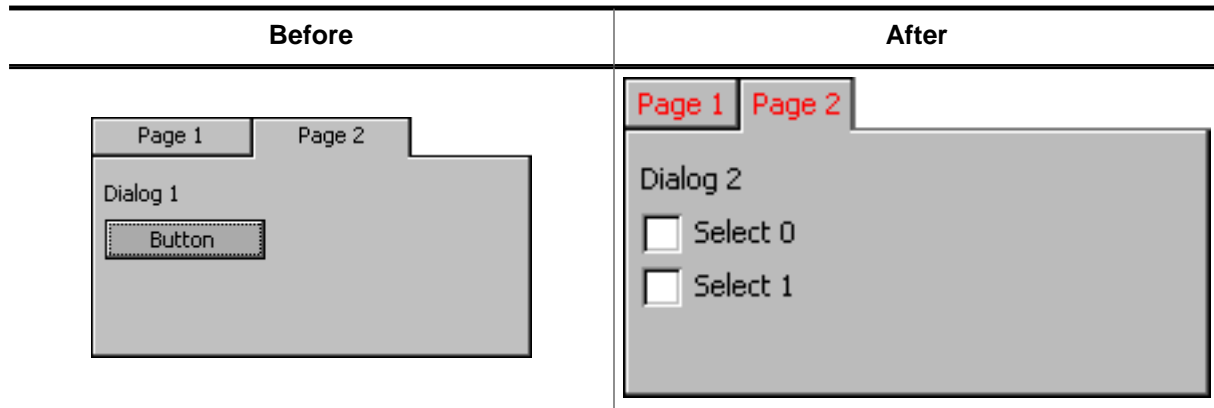 Before After
Page 1 Page 2
Dialog 1
Button
Page 1 Page 2
Dialog 2
Select 0
Select 1